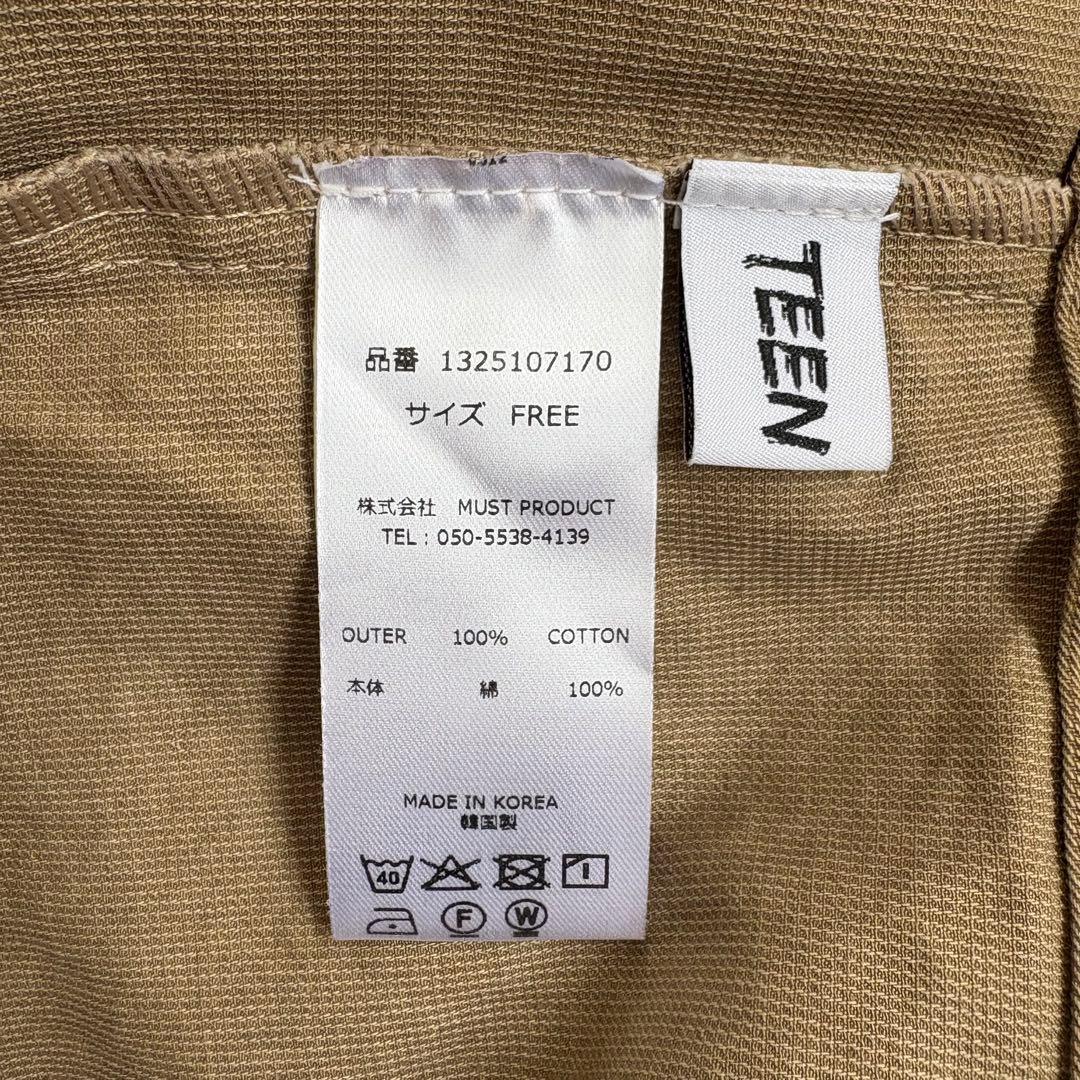 品番 1325107170
サイズ FREE
株式会社 MUST PRODUCT
TEL : 050-5538-4139
OUTER 100% COTTON
本体 綿 100%
MADE IN KOREA
韓国製
40
F W
TEEN